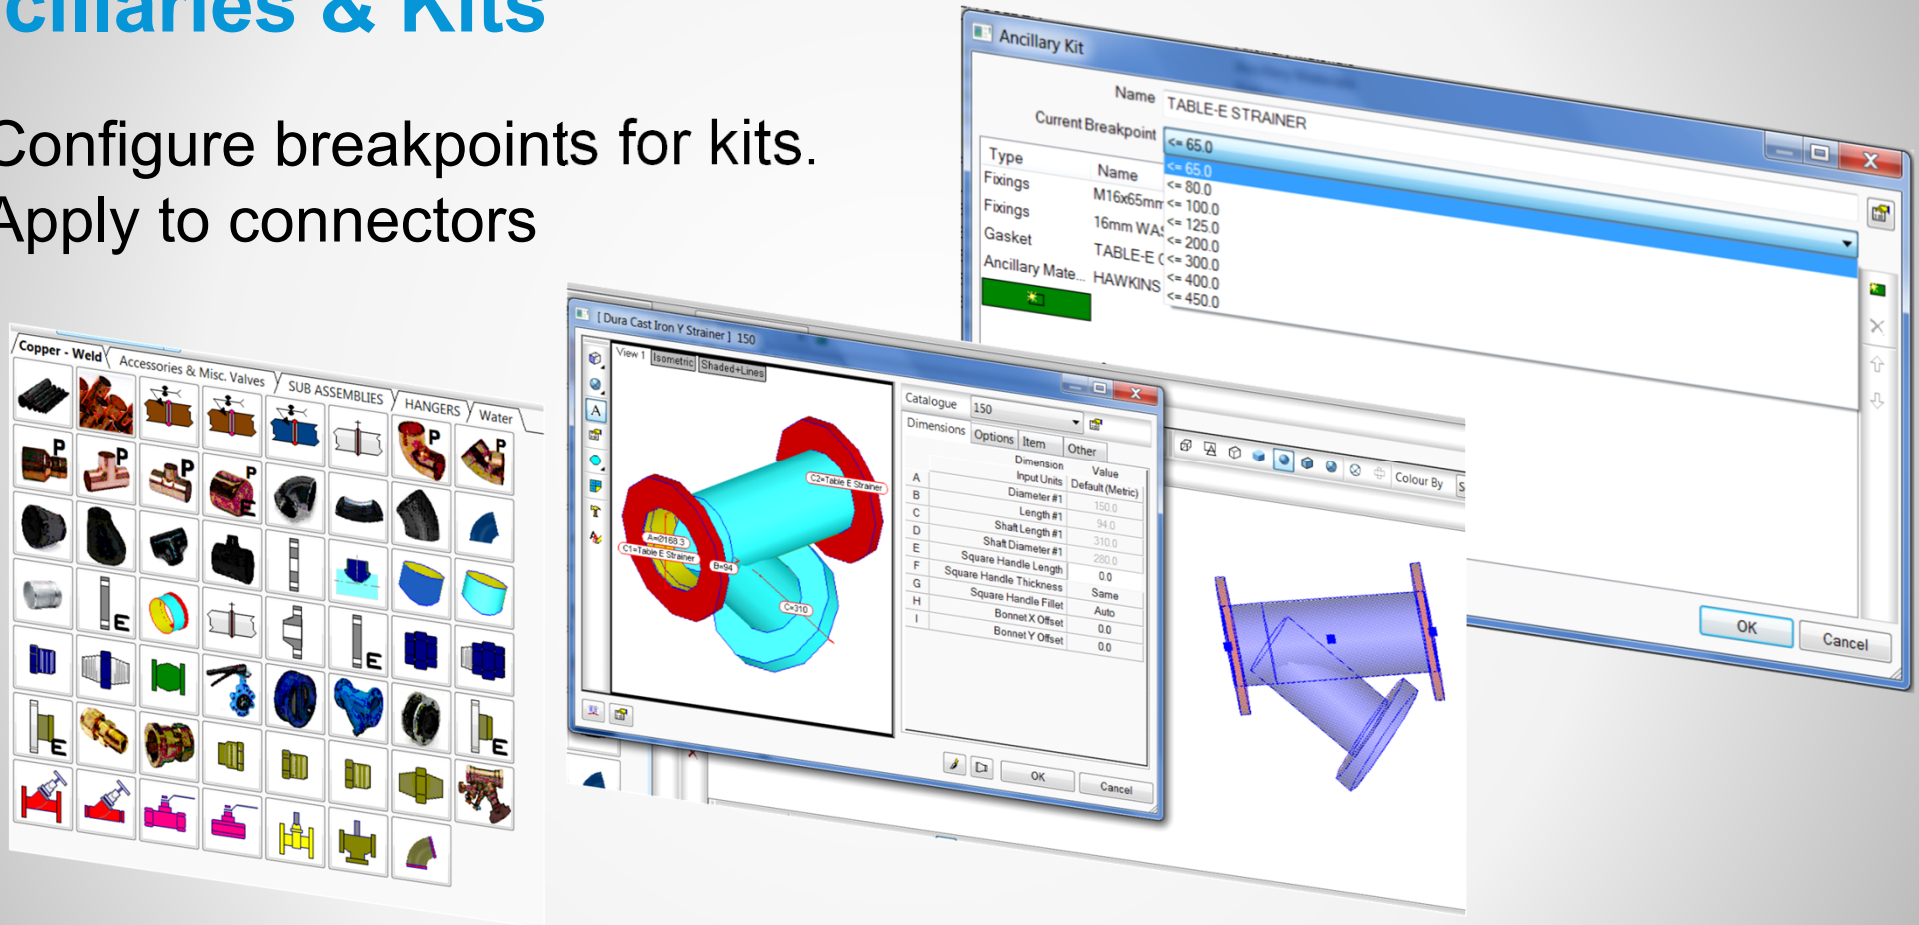 cillaries & Kits
Configure breakpoints for kits.
Apply to connectors
Ancillary Kit
Name TABLE-E STRAINER
Current Breakpoint <= 65.0
Type Name
Fixings M16x65mm
Fixings 16mm WAS
Gasket TABLE-E
Ancillary Mate... HAWKINS
<= 65.0
<= 80.0
<= 100.0
<= 125.0
<= 200.0
<= 300.0
<= 400.0
<= 450.0
OK Cancel
Copper - Weld Accessories & Misc. Valves SUB ASSEMBLIES HANGERS Water
P P
P P P P
E
E
E
E E
[ Dura Cast Iron Y Strainer ] 150
View 1 Isometric Shaded+Lines
A
C2=Table E Strainer
A=Ø168.3
C1=Table E Strainer
B=94
C=310
Catalogue 150
Dimensions Options Item Other
Dimension Value
A Input Units Default (Metric)
B Diameter #1 150.0
C Length #1 94.0
D Shaft Length #1 310.0
E Shaft Diameter #1 280.0
F Square Handle Length 0.0
G Square Handle Thickness Same
H Square Handle Fillet Auto
I Bonnet X Offset 0.0
Bonnet Y Offset 0.0
OK Cancel
Colour By S